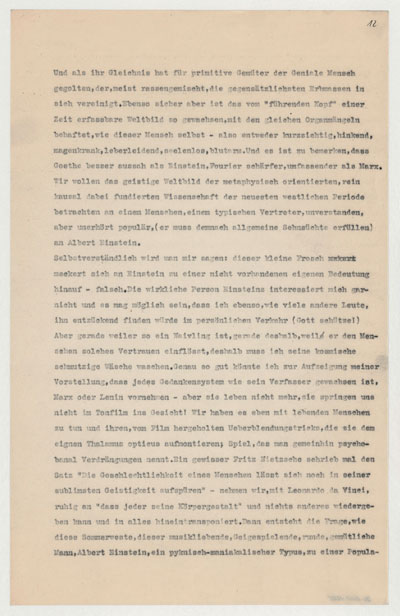 12
Und als ihr Gleichnis hat für primitive Gemüter der Geniale Mensch
gegolten,der,meist rassengemischt,die gegensätzlichsten Erbmassen in
sich vereinigt.Ebenso sicher aber ist das vom "führenden Kopf" einer
Zeit erfassbare Weltbild so gewachsen,mit den gleichen Organmängeln
behaftet,wie dieser Mensch selbst - also entweder kurzsichtig,hinkend,
magenkrank,leberleidend,seelenlos,blutarm.Und es ist zu bemerken,dass
Goethe besser aussah als Einstein,Fourier schärfer,umfassender als Marx.
Wir wollen das geistige Weltbild der metaphysisch orientierten,rein
kausal dabei fundierten Wissenschaft der neuesten westlichen Periode
betrachten an einem Menschen,einem typischen Vertreter,unverstanden,
aber unerhört populär,(er muss demnach allgemeine Sehnsüchte erfüllen)
an Albert Einstein.
Selbstverständlich wird man mir sagen: dieser kleine Frosch
meckert sich an Einstein zu einer nicht vorhandenen eigenen Bedeutung
hinauf - falsch.Die wirkliche Person Einsteins interessiert mich gar-
nicht und es mag möglich sein,dass ich ebenso,wie viele andere Leute,
ihn entzückend finden würde im persönlichen Verkehr (Gott schütze!)
Aber gerade weil er so ein Naivling ist,gerade deshalb,weil er den Men-
schen solches Vertrauen einflösst,deshalb muss ich seine kosmische
schmutzige Wäsche waschen.Genau so gut könnte ich zur Aufzeigung meiner
Vorstellung,dass jedes Gedankensystem wie sein Verfasser gewachsen ist,
Marx oder Lenin vornehmen - aber sie leben nicht mehr,sie springen uns
nicht im Tonfilm ins Gesicht! Wir haben es eben mit lebenden Menschen
zu tun und ihren,vom Film hergeholten Ueberblendungstricks,die sie dem
eignen Thalamus opticus aufmontieren; Spiel,das man gemeinhin psycho-
banal Verdrängungen nennt.Ein gewisser Fritz Nietzsche schrieb mal den
Satz "Die Geschlechtlichkeit eines Menschen lässt sich noch in seiner
sublimsten Geistigkeit aufspüren" - nehmen wir,mit Leonardo da Vinci,
ruhig an "dass jeder seine Körpergestalt" und nichts anderes wiederge-
ben kann und in alles hineintransponiert.Dann entsteht die Frage,wie
diese Sommerweste,dieser musikliebende,Geigespielende,runde,gemütliche
Mann,Albert Einstein,ein pyknisch-maniakalischer Typus,zu einer Popula-